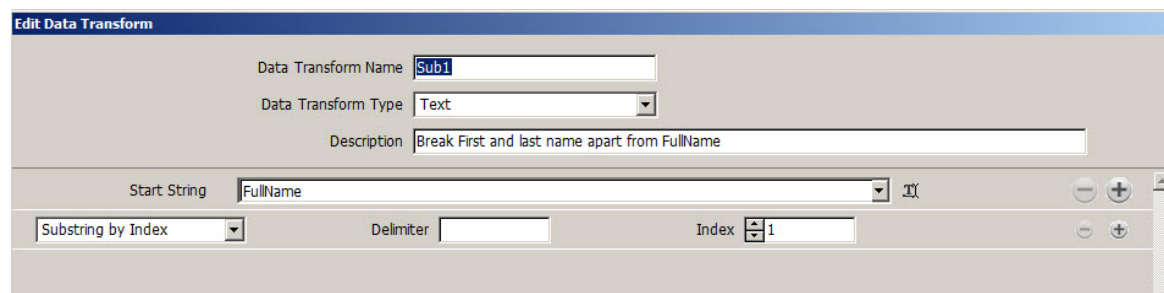 Edit Data Transform
Data Transform Name Sub1
Data Transform Type Text
Description Break First and last name apart from FullName
Start String FullName
Substring by Index Delimiter Index 1